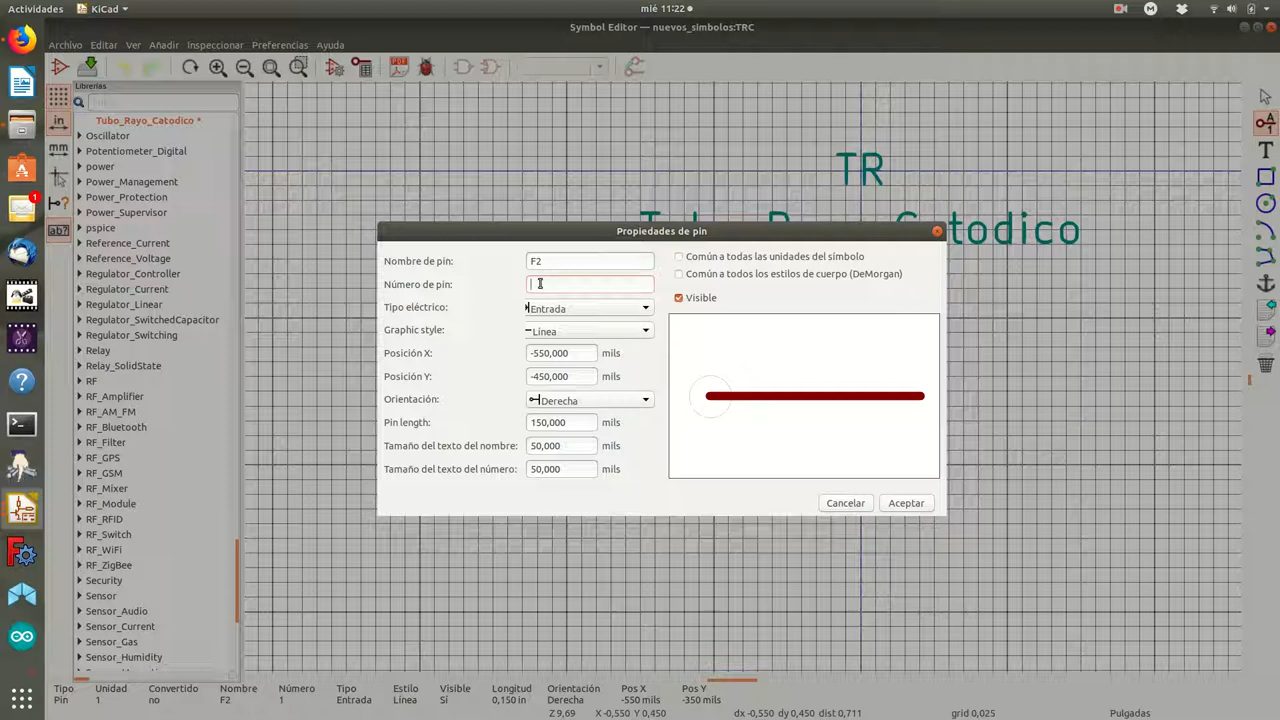 Actividades
KiCad
mié 11:22
Symbol Editor — nuevos_simbolos:TRC
Archivo Editar Ver Añadir Inspeccionar Preferencias Ayuda
Librerías
in
mm
ab?
1
Tubo_Rayo_Catodico *
Oscillator
Potentiometer_Digital
power
Power_Management
Power_Protection
Power_Supervisor
pspice
Reference_Current
Reference_Voltage
Regulator_Controller
Regulator_Current
Regulator_Linear
Regulator_SwitchedCapacitor
Regulator_Switching
Relay
Relay_SolidState
RF
RF_Amplifier
RF_AM_FM
RF_Bluetooth
RF_Filter
RF_GPS
RF_GSM
RF_Mixer
RF_Module
RF_RFID
RF_Switch
RF_WiFi
RF_ZigBee
Security
Sensor
Sensor_Audio
Sensor_Current
Sensor_Gas
Sensor_Humidity
TR
Propiedades de pin
Nombre de pin: F2
Número de pin:
Tipo eléctrico: Entrada
Graphic style: Línea
Posición X: -550,000 mils
Posición Y: -450,000 mils
Orientación: Derecha
Pin length: 150,000 mils
Tamaño del texto del nombre: 50,000 mils
Tamaño del texto del número: 50,000 mils
Común a todas las unidades del símbolo
Común a todos los estilos de cuerpo (DeMorgan)
Visible
Cancelar Aceptar
Tipo Unidad Convertido Nombre Número Tipo Estilo Visible Longitud Orientación Pos X Pos Y
Pin 1 no F2 1 Entrada Línea Sí 0,150 in Derecha -550 mils -350 mils
Z 9,69 X -0,550 Y 0,450 dx -0,550 dy 0,450 dist 0,711 grid 0,025 Pulgadas